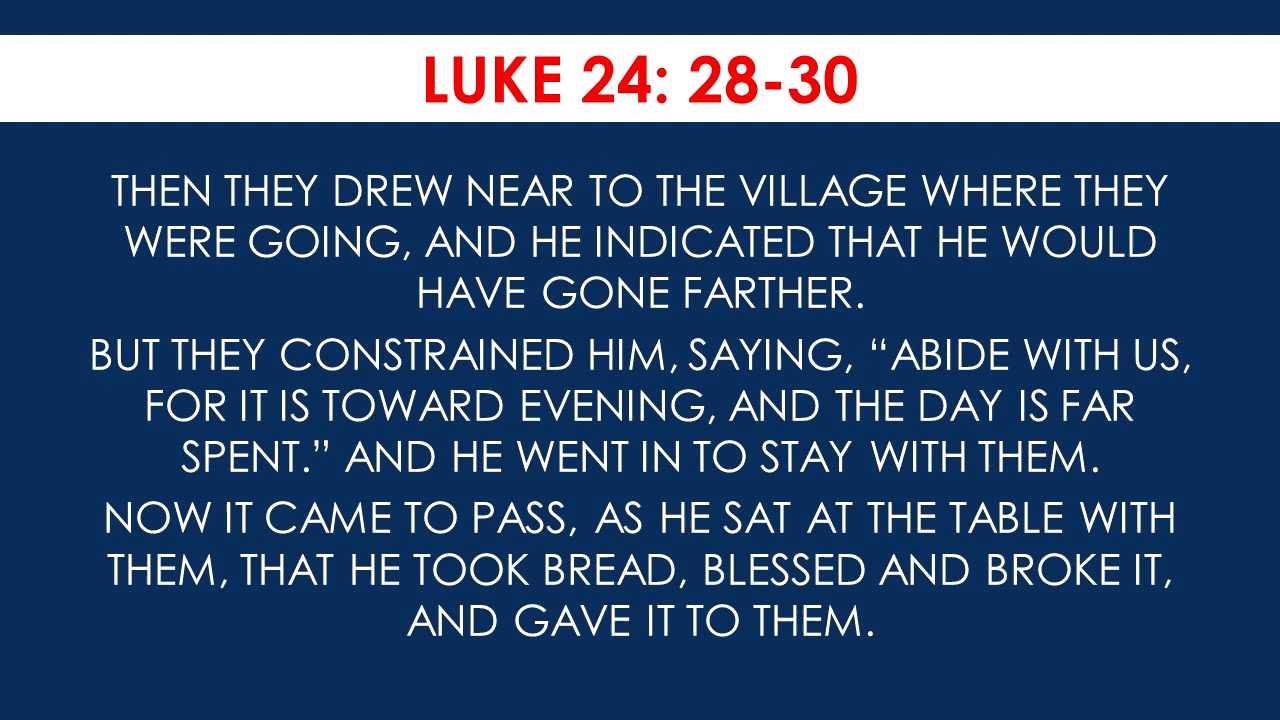 LUKE 24: 28-30
THEN THEY DREW NEAR TO THE VILLAGE WHERE THEY
WERE GOING, AND HE INDICATED THAT HE WOULD
HAVE GONE FARTHER.
BUT THEY CONSTRAINED HIM, SAYING, “ABIDE WITH US,
FOR IT IS TOWARD EVENING, AND THE DAY IS FAR
SPENT.” AND HE WENT IN TO STAY WITH THEM.
NOW IT CAME TO PASS, AS HE SAT AT THE TABLE WITH
THEM, THAT HE TOOK BREAD, BLESSED AND BROKE IT,
AND GAVE IT TO THEM.